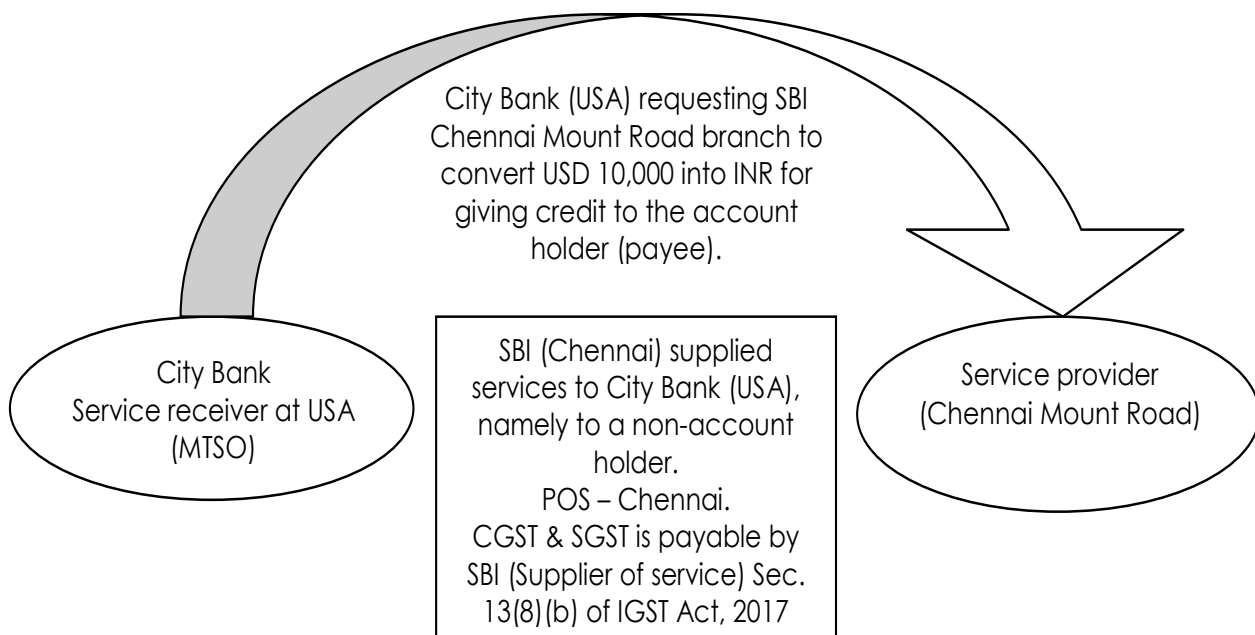 City Bank (USA) requesting SBI
Chennai Mount Road branch to
convert USD 10,000 into INR for
giving credit to the account
holder (payee).
City Bank
Service receiver at USA
(MTSO)
SBI (Chennai) supplied
services to City Bank (USA),
namely to a non-account
holder.
POS – Chennai.
CGST & SGST is payable by
SBI (Supplier of service) Sec.
13(8)(b) of IGST Act, 2017
Service provider
(Chennai Mount Road)